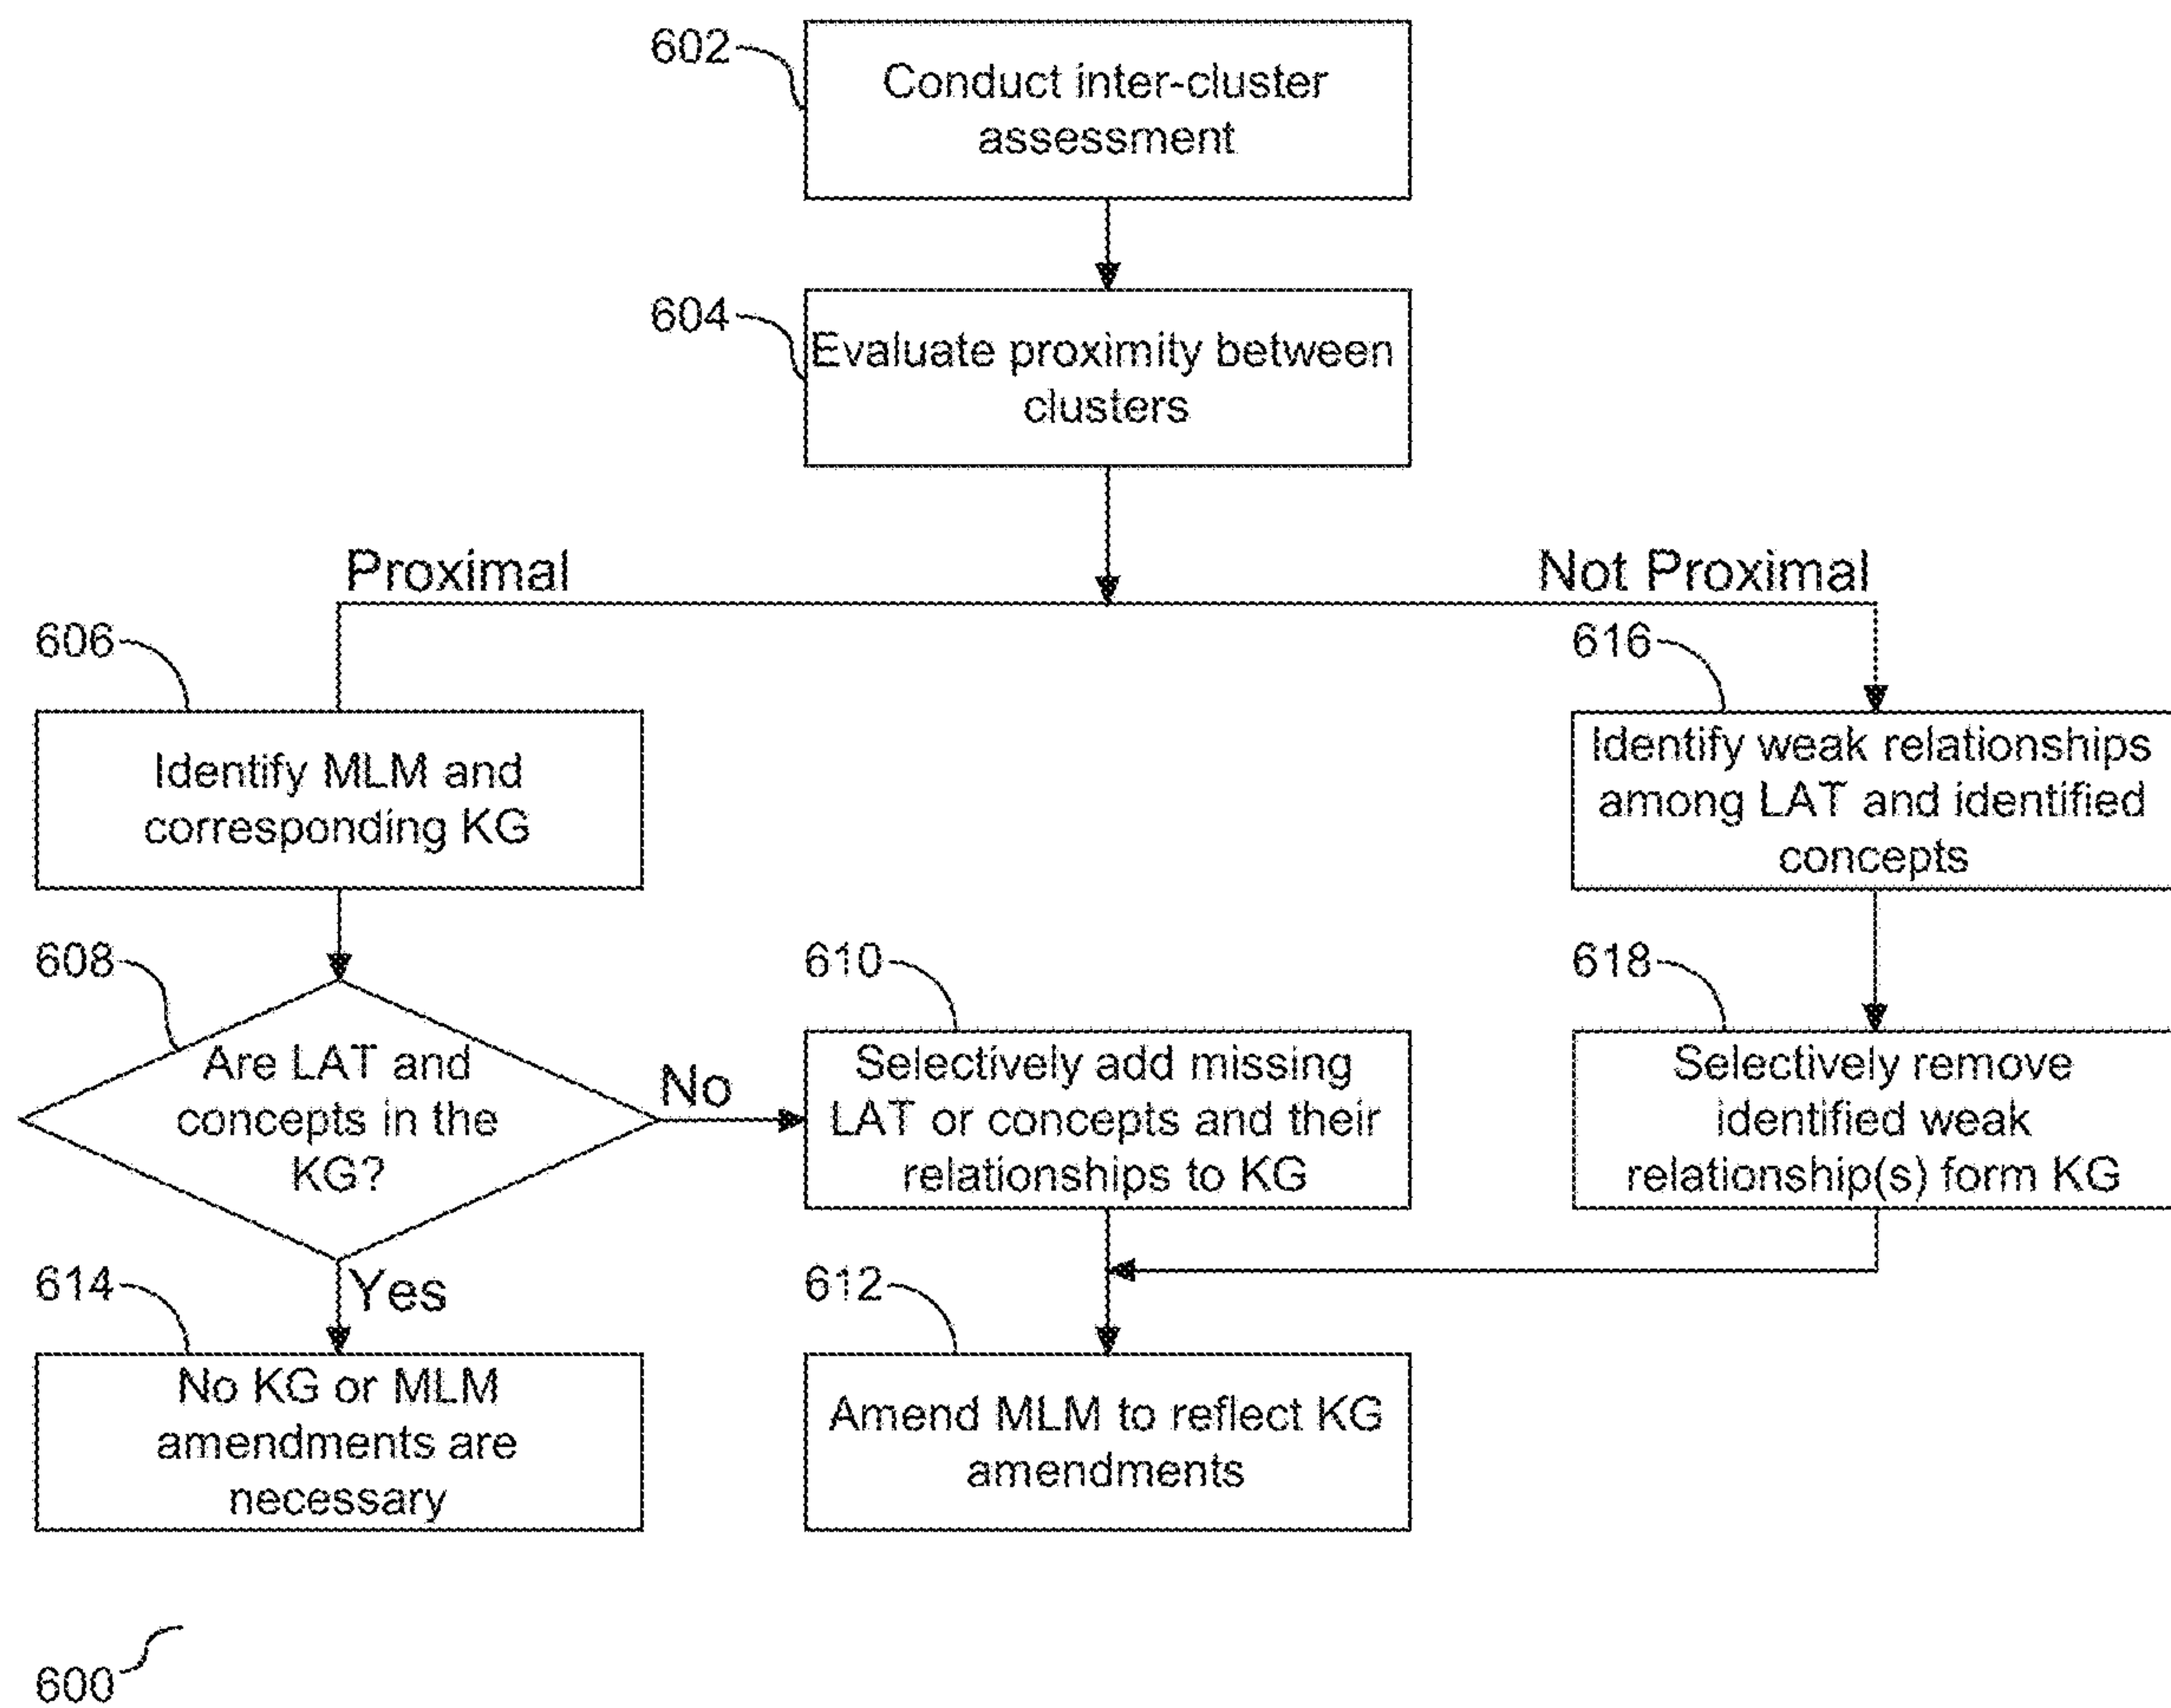 602
Conduct inter-cluster
assessment
604
Evaluate proximity between
clusters
Proximal
Not Proximal
606
Identify MLM and
corresponding KG
616
Identify weak relationships
among LAT and identified
concepts
608
Are LAT and
concepts in the
KG?
No
610
Selectively add missing
LAT or concepts and their
relationships to KG
618
Selectively remove
identified weak
relationship(s) form KG
Yes
614
No KG or MLM
amendments are
necessary
612
Amend MLM to reflect KG
amendments
600